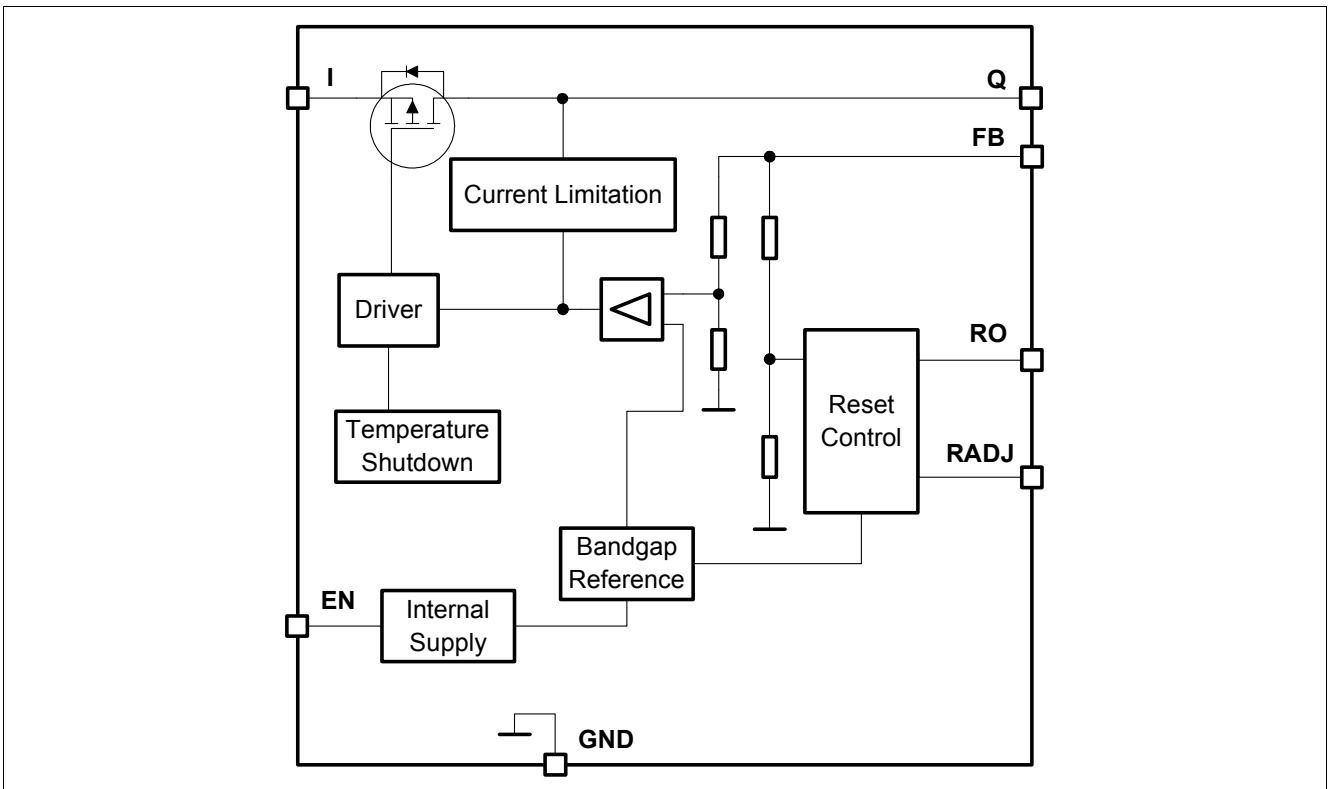 I
Q
FB
Current Limitation
Driver
RO
Reset
Control
Temperature
Shutdown
RADJ
Bandgap
Reference
EN
Internal
Supply
GND